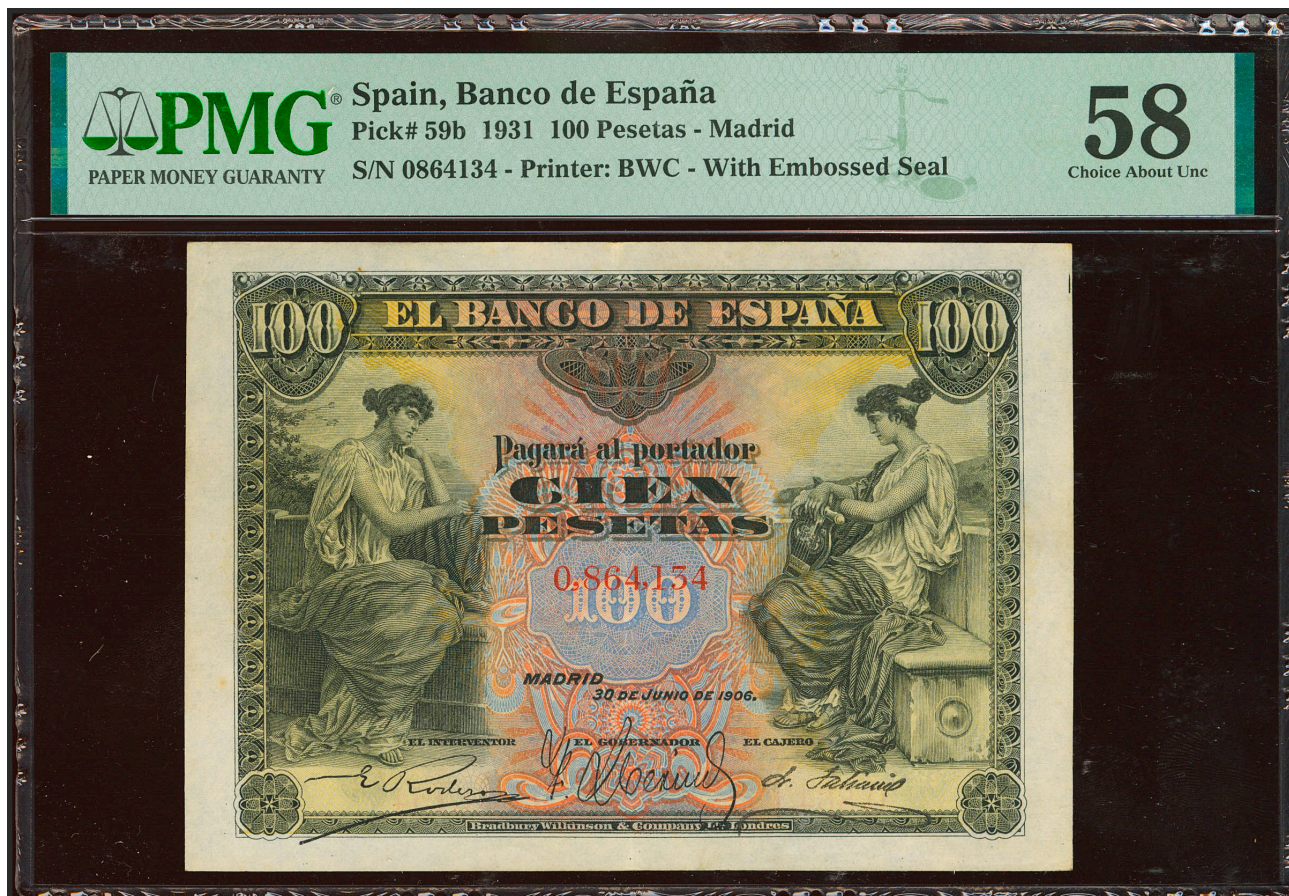 PMG®
PAPER MONEY GUARANTY
Spain, Banco de España
Pick# 59b 1931 100 Pesetas - Madrid
S/N 0864134 - Printer: BWC - With Embossed Seal
58
Choice About Unc
100 EL BANCO DE ESPAÑA 100
Pagará al portador
CIEN
PESETAS
0,864,134
100
MADRID
30 DE JUNIO DE 1906.
EL INTERVENTOR EL GOBERNADOR EL CAJERO
Bradbury Wilkinson & Company Ld. Londres